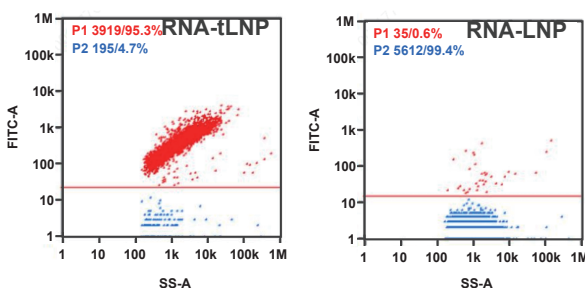 RNA-tLNP
P1 3919/95.3%
P2 195/4.7%
1M
100k
10k
1k
100
10
1
FITC-A
1 10 100 1k 10k 100k 1M
SS-A
RNA-LNP
P1 35/0.6%
P2 5612/99.4%
1M
100k
10k
1k
100
10
1
FITC-A
1 10 100 1k 10k 100k 1M
SS-A